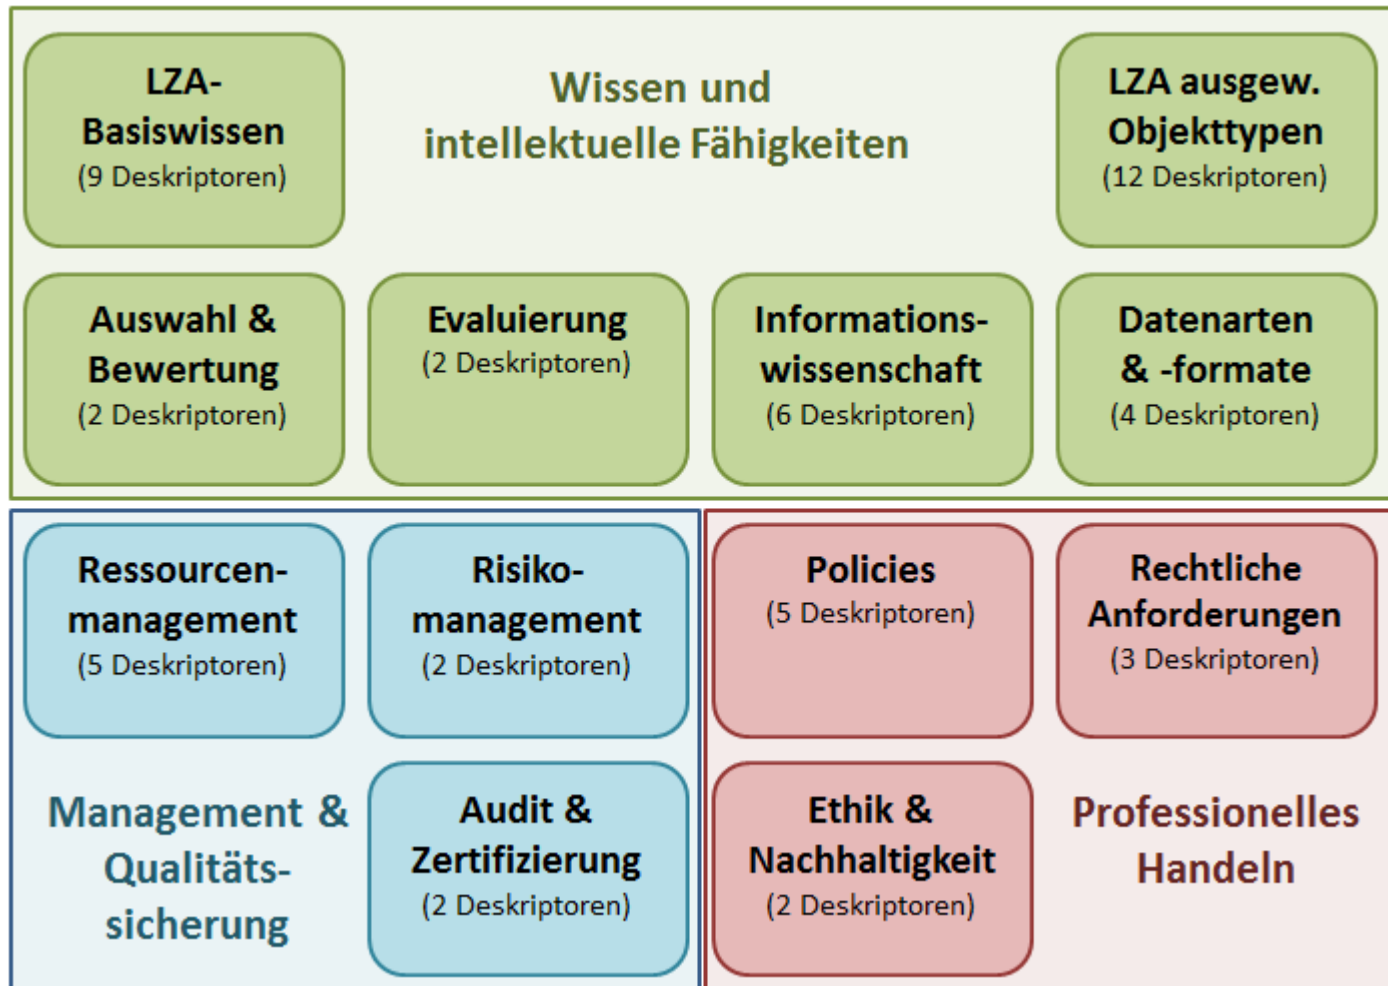 LZA-
Basiswissen
(9 Deskriptoren)
Wissen und
intellektuelle Fähigkeiten
LZA ausgew.
Objekttypen
(12 Deskriptoren)
Auswahl &
Bewertung
(2 Deskriptoren)
Evaluierung
(2 Deskriptoren)
Informations-
wissenschaft
(6 Deskriptoren)
Datenarten
& -formate
(4 Deskriptoren)
Ressourcen-
management
(5 Deskriptoren)
Risiko-
management
(2 Deskriptoren)
Policies
(5 Deskriptoren)
Rechtliche
Anforderungen
(3 Deskriptoren)
Management &
Qualitäts-
sicherung
Audit &
Zertifizierung
(2 Deskriptoren)
Ethik &
Nachhaltigkeit
(2 Deskriptoren)
Professionelles
Handeln